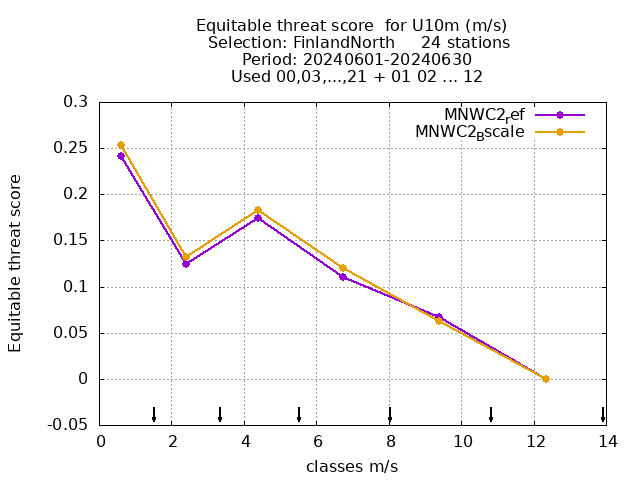 Equitable threat score  for U10m (m/s)
Selection: FinlandNorth     24 stations
Period: 20240601-20240630
Used 00,03,...,21 + 01 02 ... 12
MNWC2ref
MNWC2Bscale
0.3
0.25
0.2
0.15
0.1
0.05
0
-0.05
Equitable threat score
0 2 4 6 8 10 12 14
classes m/s